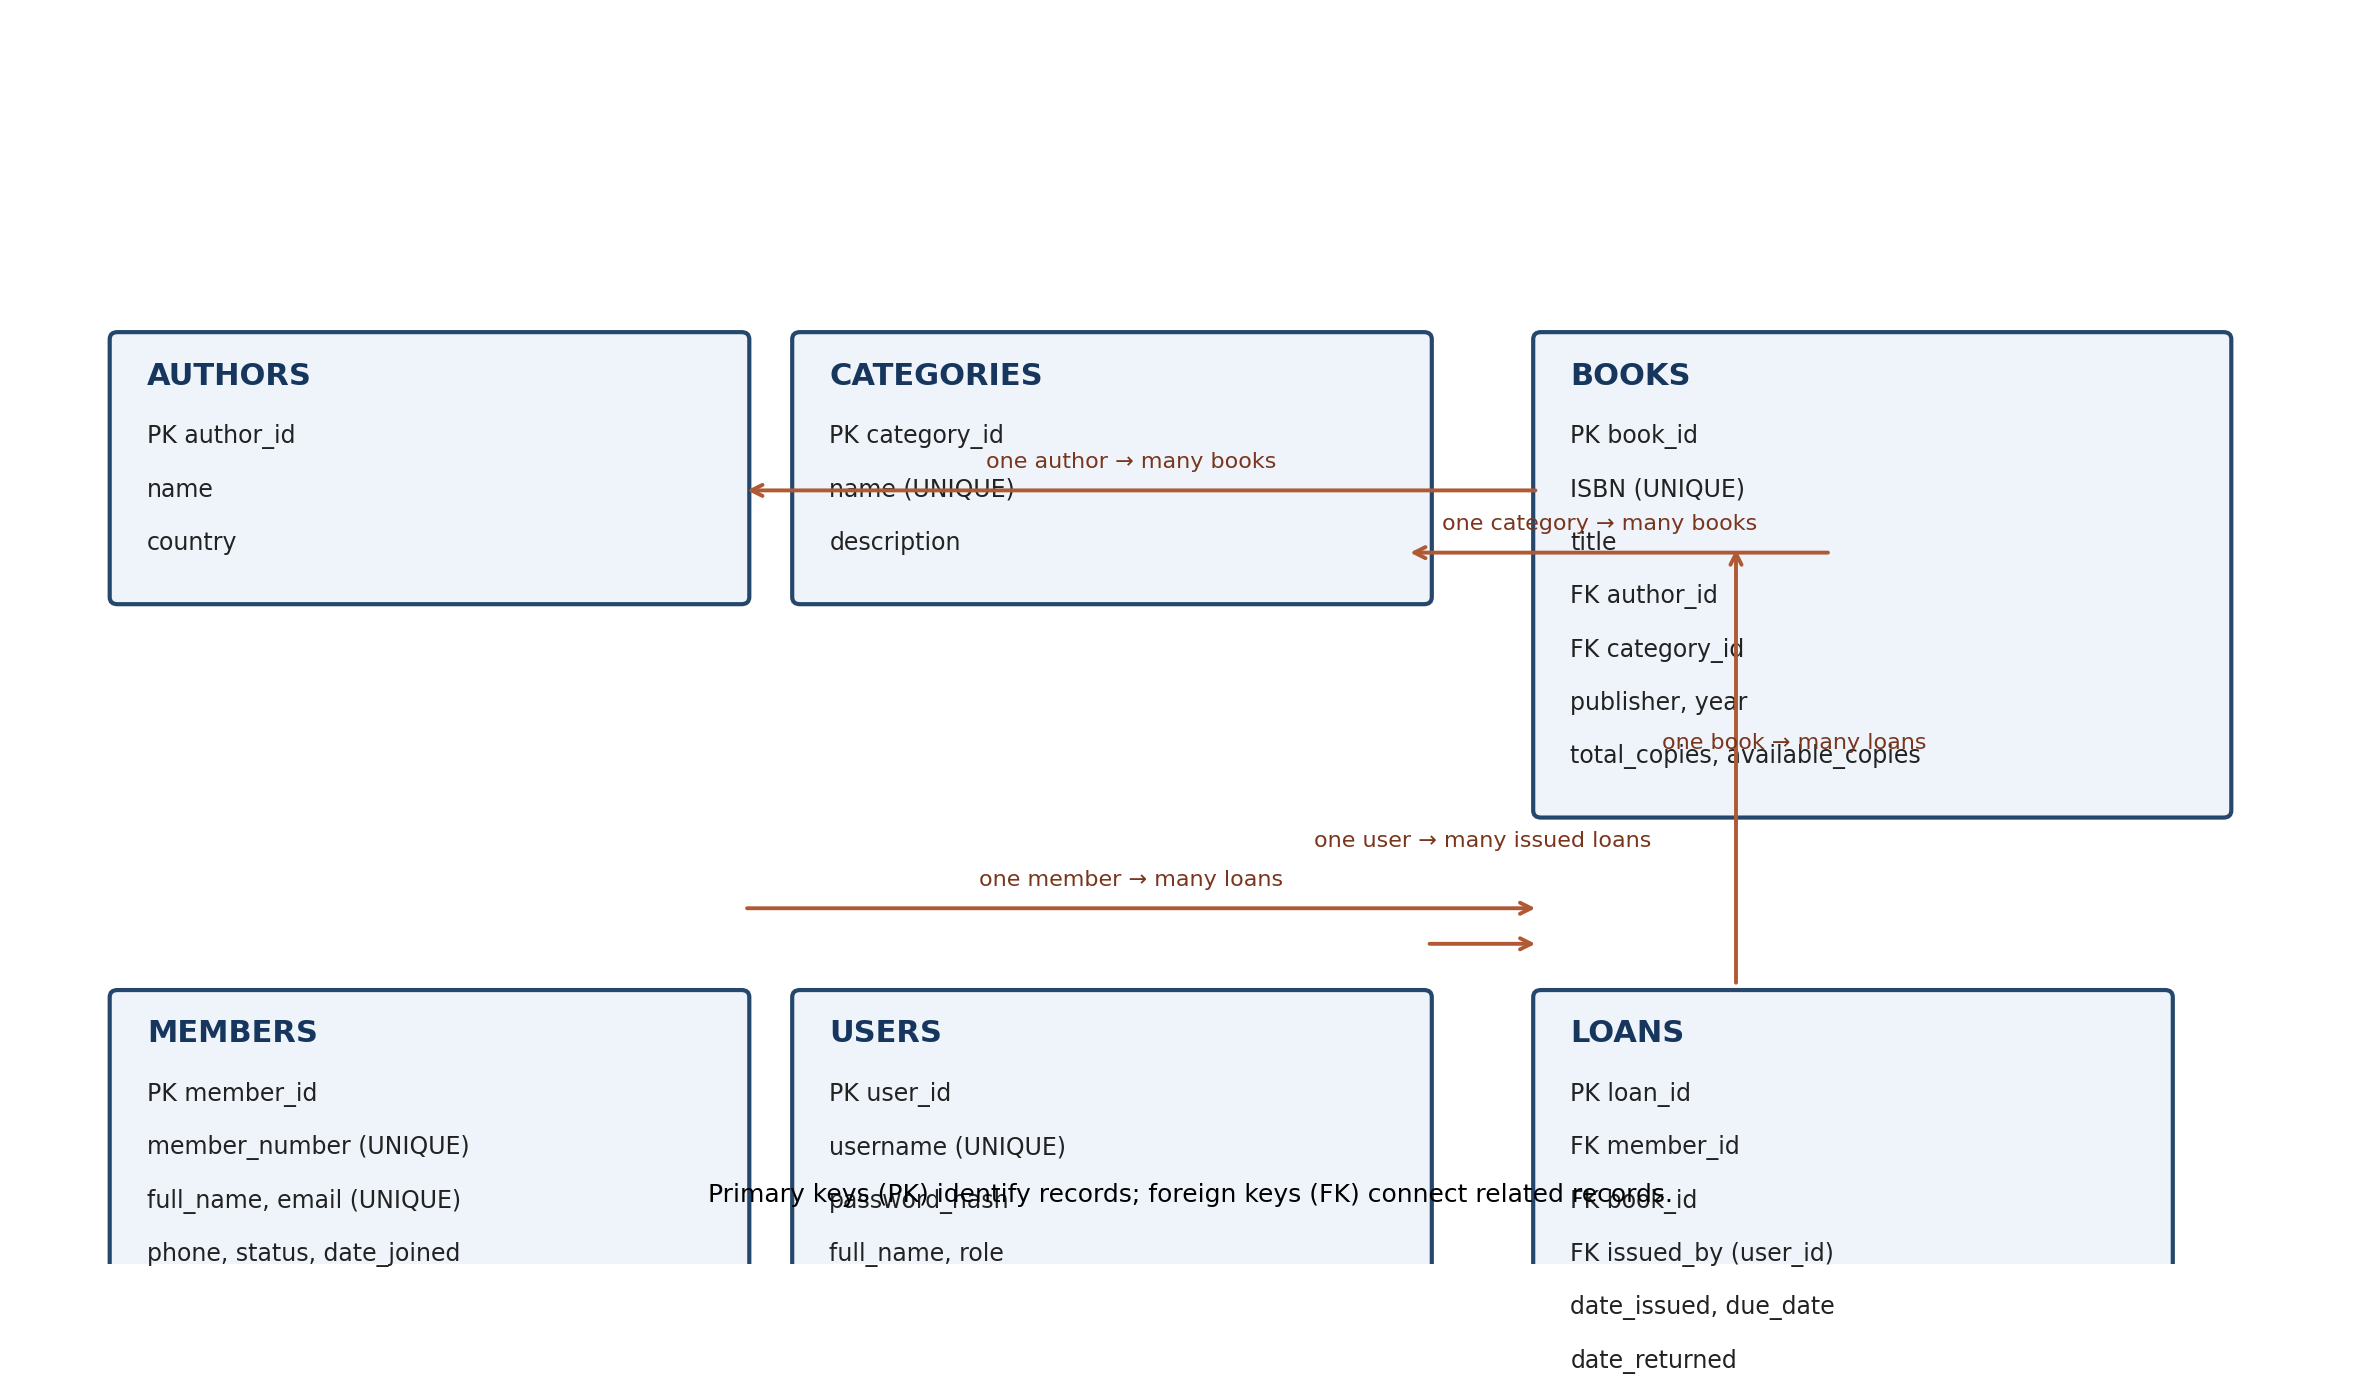 AUTHORS
PK author_id
name
country
CATEGORIES
PK category_id
name (UNIQUE)
description
BOOKS
PK book_id
ISBN (UNIQUE)
title
FK author_id
FK category_id
publisher, year
total_copies, available_copies
one author → many books
one category → many books
one book → many loans
one user → many issued loans
one member → many loans
MEMBERS
PK member_id
member_number (UNIQUE)
full_name, email (UNIQUE)
phone, status, date_joined
USERS
PK user_id
username (UNIQUE)
password_hash
full_name, role
LOANS
PK loan_id
FK member_id
FK book_id
FK issued_by (user_id)
date_issued, due_date
date_returned
Primary keys (PK) identify records; foreign keys (FK) connect related records.